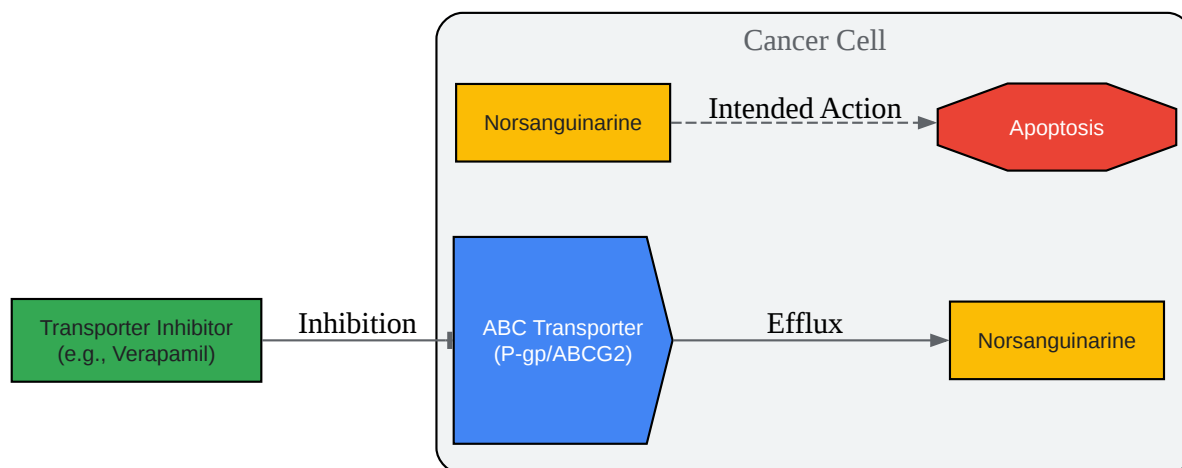 Cancer Cell
Norsanguinarine
Intended Action
Apoptosis
Transporter Inhibitor
(e.g., Verapamil)
Inhibition
ABC Transporter
(P-gp/ABCG2)
Efflux
Norsanguinarine